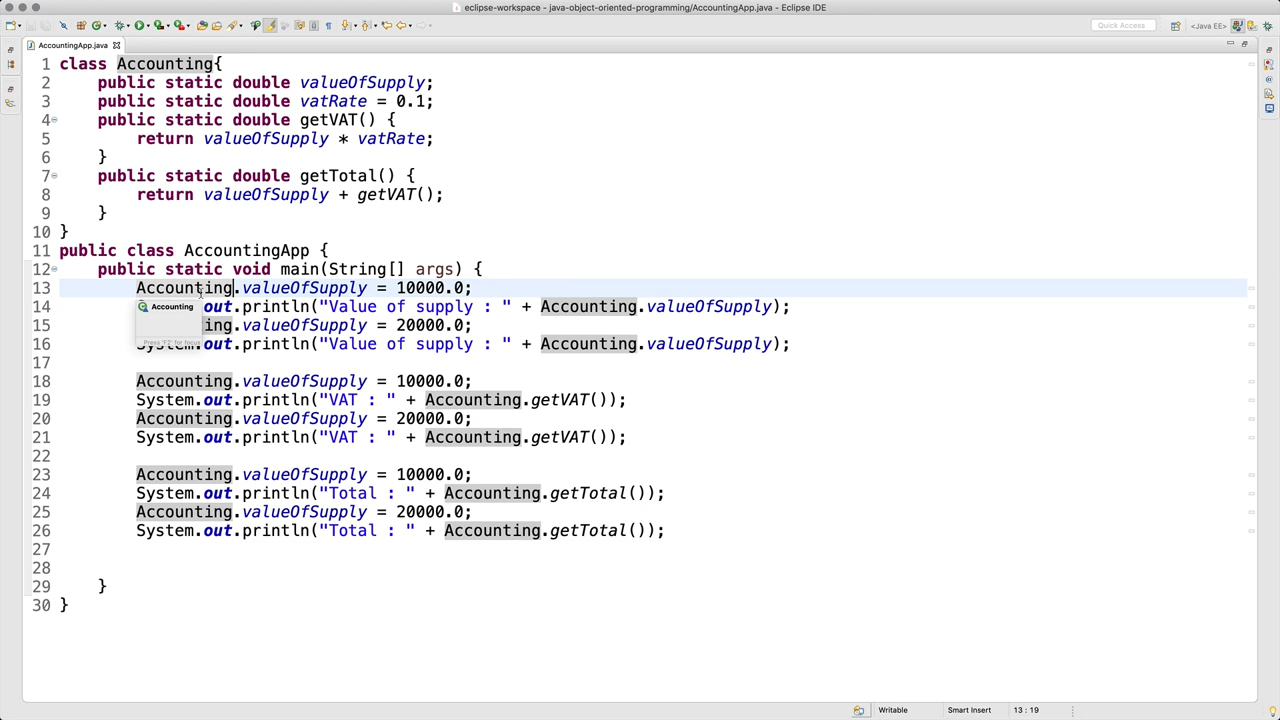 eclipse-workspace - java-object-oriented-programming/AccountingApp.java - Eclipse IDE
Quick Access
<Java EE>
AccountingApp.java
1 class Accounting{
2 public static double valueOfSupply;
3 public static double vatRate = 0.1;
4 public static double getVAT() {
5 return valueOfSupply * vatRate;
6 }
7 public static double getTotal() {
8 return valueOfSupply + getVAT();
9 }
10 }
11 public class AccountingApp {
12 public static void main(String[] args) {
13 Accounting.valueOfSupply = 10000.0;
14 out.println("Value of supply : " + Accounting.valueOfSupply);
Accounting
15 ing.valueOfSupply = 20000.0;
16 System.out.println("Value of supply : " + Accounting.valueOfSupply);
Press 'F2' for focus
17
18 Accounting.valueOfSupply = 10000.0;
19 System.out.println("VAT : " + Accounting.getVAT());
20 Accounting.valueOfSupply = 20000.0;
21 System.out.println("VAT : " + Accounting.getVAT());
22
23 Accounting.valueOfSupply = 10000.0;
24 System.out.println("Total : " + Accounting.getTotal());
25 Accounting.valueOfSupply = 20000.0;
26 System.out.println("Total : " + Accounting.getTotal());
27
28
29 }
30 }
Writable
Smart Insert
13 : 19